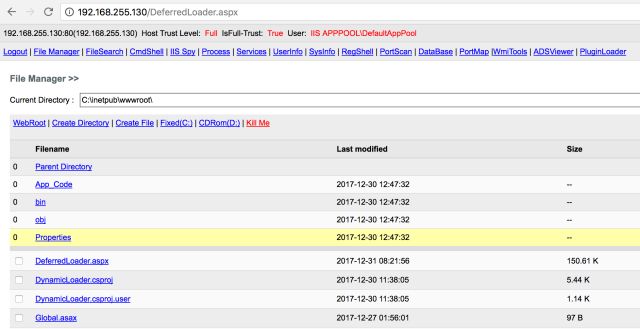 192.168.255.130/DeferredLoader.aspx
192.168.255.130:80(192.168.255.130) Host Trust Level: Full IsFull-Trust: True User: IIS APPPOOL\DefaultAppPool
Logout | File Manager | FileSearch | CmdShell | IIS Spy | Process | Services | UserInfo | SysInfo | RegShell | PortScan | DataBase | PortMap |WmiTools | ADSViewer | PluginLoader
File Manager >>
Current Directory : C:\inetpub\wwwroot\
WebRoot | Create Directory | Create File | Fixed(C:) | CDRom(D:) | Kill Me
Filename Last modified Size
0 Parent Directory
0 App_Code 2017-12-30 12:47:32 --
0 bin 2017-12-30 12:47:32 --
0 obj 2017-12-30 12:47:32 --
0 Properties 2017-12-30 12:47:32 --
DeferredLoader.aspx 2017-12-31 08:21:56 150.61 K
DynamicLoader.csproj 2017-12-30 11:38:05 5.44 K
DynamicLoader.csproj.user 2017-12-30 11:38:05 1.14 K
Global.asax 2017-12-27 01:56:01 97 B